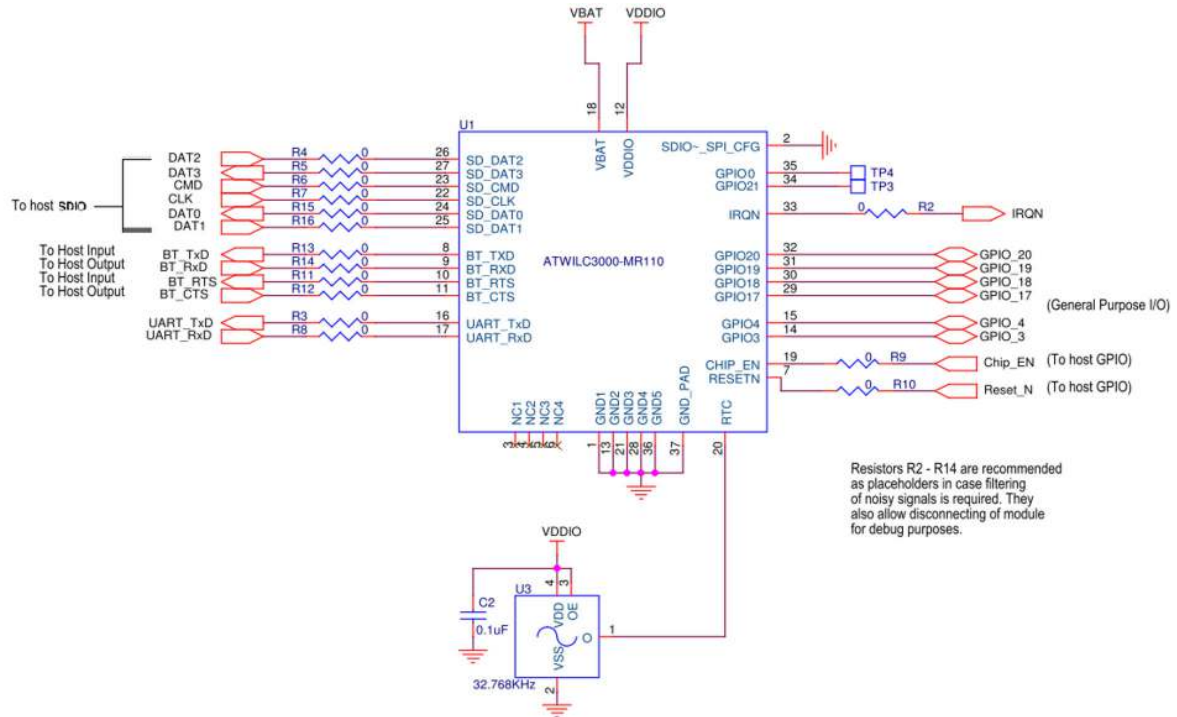 VBAT VDDIO
18 12
U1
VBAT VDDIO
SDIO~_SPI_CFG 2
DAT2 R4 0 26 SD_DAT2
DAT3 R5 0 27 SD_DAT3
CMD R6 0 23 SD_CMD
CLK R7 0 22 SD_CLK
DAT0 R15 0 24 SD_DAT0
DAT1 R16 0 25 SD_DAT1
To host SDIO
GPIO0 35 TP4
GPIO21 34 TP3
IRQN 33 0 R2 IRQN
To Host Input BT_TxD R13 0 8 BT_TXD
To Host Output BT_RxD R14 0 9 BT_RXD
To Host Input BT_RTS R11 0 10 BT_RTS
To Host Output BT_CTS R12 0 11 BT_CTS
ATWILC3000-MR110
GPIO20 32 GPIO_20
GPIO19 31 GPIO_19
GPIO18 30 GPIO_18
GPIO17 29 GPIO_17
(General Purpose I/O)
UART_TxD R3 0 16 UART_TxD
UART_RxD R8 0 17 UART_RxD
GPIO4 15 GPIO_4
GPIO3 14 GPIO_3
CHIP_EN 19 0 R9 Chip_EN (To host GPIO)
RESETN 7 0 R10 Reset_N (To host GPIO)
NC1 NC2 NC3 NC4 GND1 GND2 GND3 GND4 GND5 GND_PAD RTC
3 4 5 6 1 13 21 28 36 37 20
Resistors R2 - R14 are recommended
as placeholders in case filtering
of noisy signals is required. They
also allow disconnecting of module
for debug purposes.
VDDIO
4 3
U3
C2
0.1uF
VDD OE
O 1
VSS
32.768KHz
2